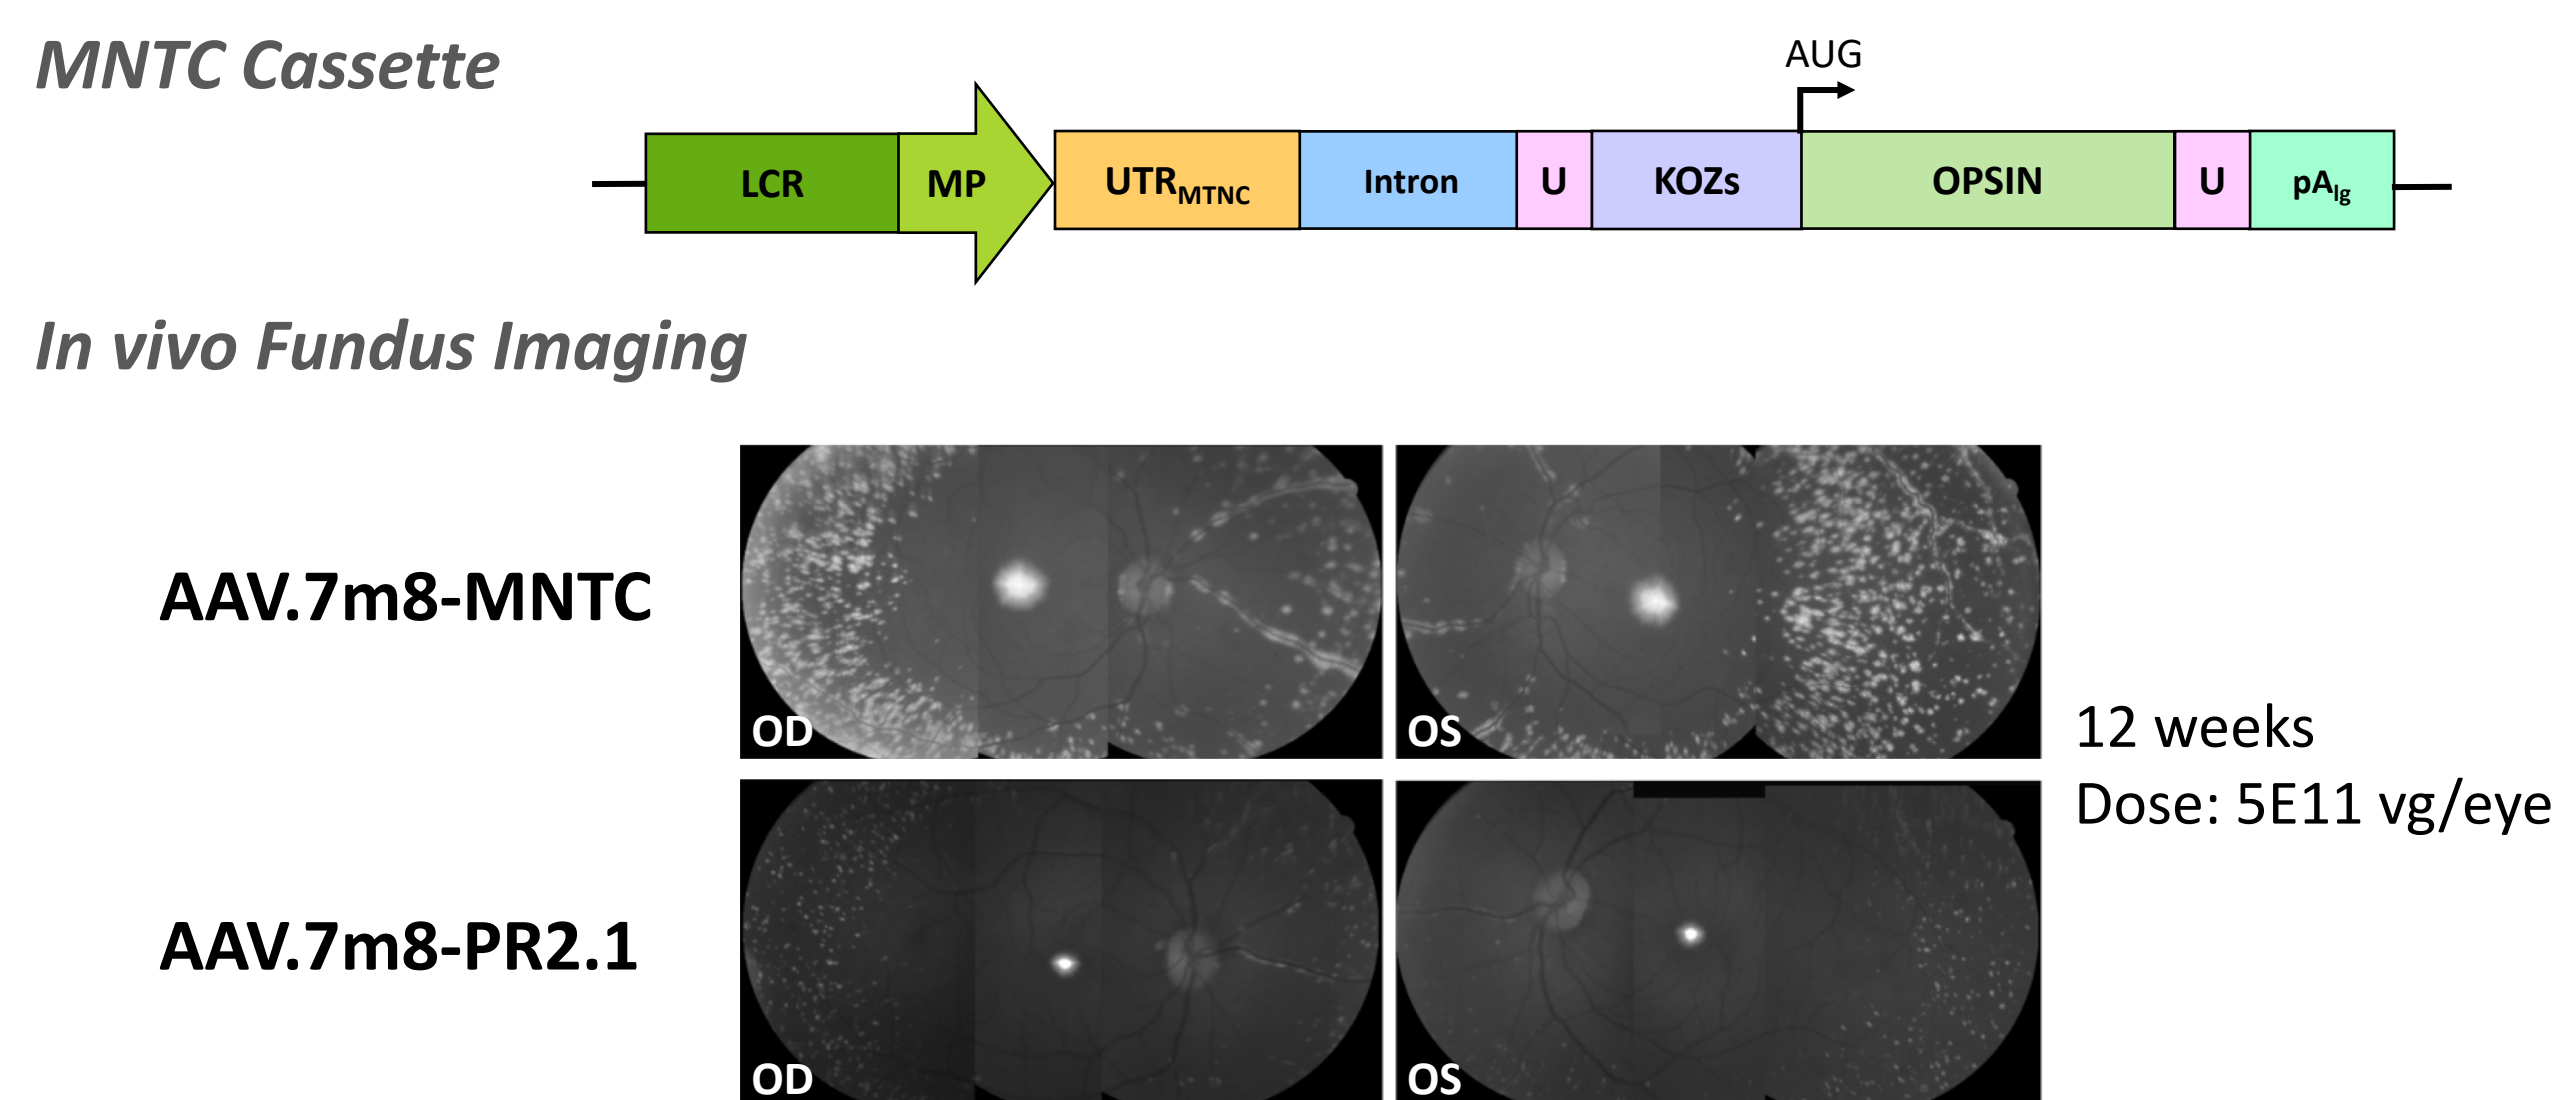 MNTC Cassette
AUG
LCR MP UTRMTNC Intron U KOZs OPSIN U pAIg
In vivo Fundus Imaging
AAV.7m8-MNTC
OD OS
12 weeks
Dose: 5E11 vg/eye
AAV.7m8-PR2.1
OD OS